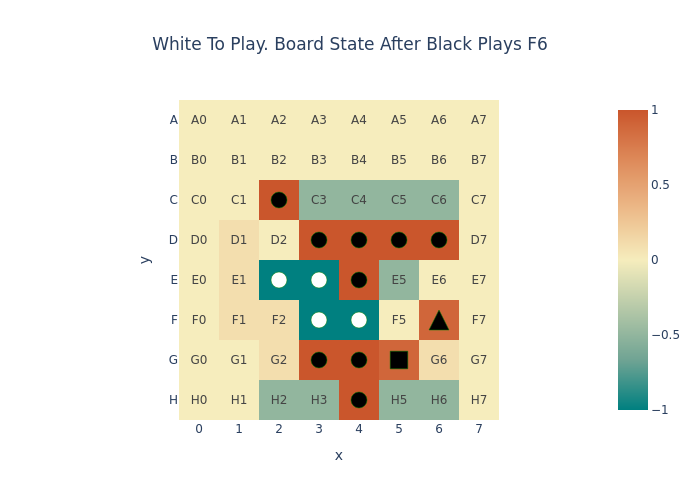 White To Play. Board State After Black Plays F6
A A0 A1 A2 A3 A4 A5 A6 A7
B B0 B1 B2 B3 B4 B5 B6 B7
C C0 C1 C3 C4 C5 C6 C7
D D0 D1 D2 D7
E E0 E1 E5 E6 E7
F F0 F1 F2 F5 F7
G G0 G1 G2 G6 G7
H H0 H1 H2 H3 H5 H6 H7
0 1 2 3 4 5 6 7
x
y
1
0.5
0
−0.5
−1